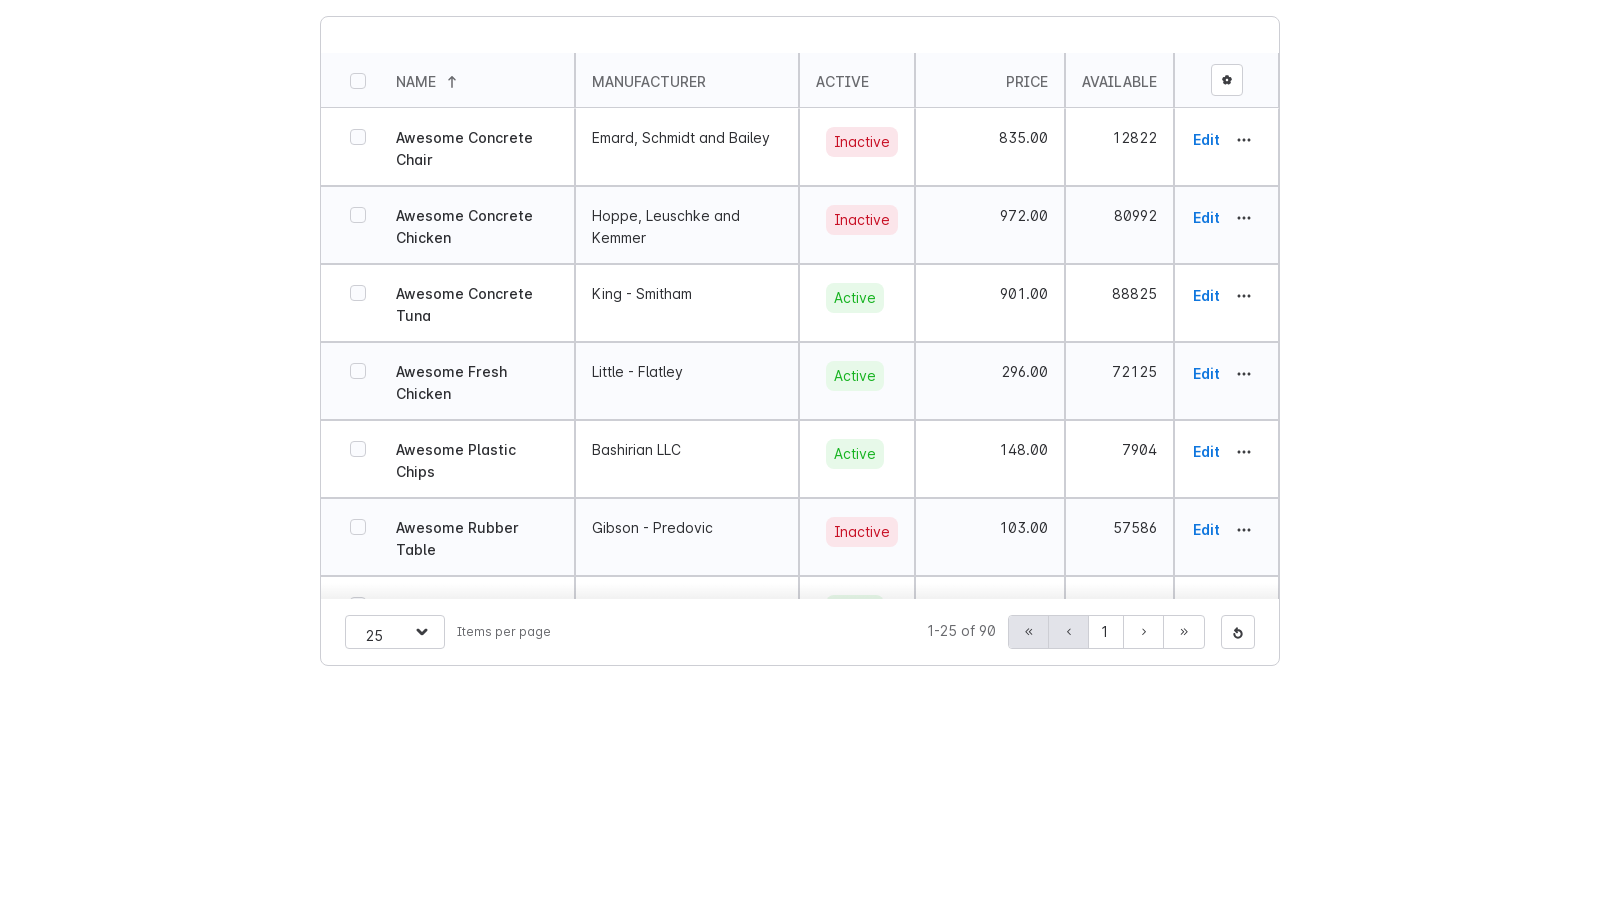 NAME ↑ MANUFACTURER ACTIVE PRICE AVAILABLE
Awesome Concrete Emard, Schmidt and Bailey Inactive 835.00 12822 Edit ···
Chair
Awesome Concrete Hoppe, Leuschke and Inactive 972.00 80992 Edit ···
Chicken Kemmer
Awesome Concrete King - Smitham Active 901.00 88825 Edit ···
Tuna
Awesome Fresh Little - Flatley Active 296.00 72125 Edit ···
Chicken
Awesome Plastic Bashirian LLC Active 148.00 7904 Edit ···
Chips
Awesome Rubber Gibson - Predovic Inactive 103.00 57586 Edit ···
Table
25 Items per page 1-25 of 90 « ‹ 1 › »